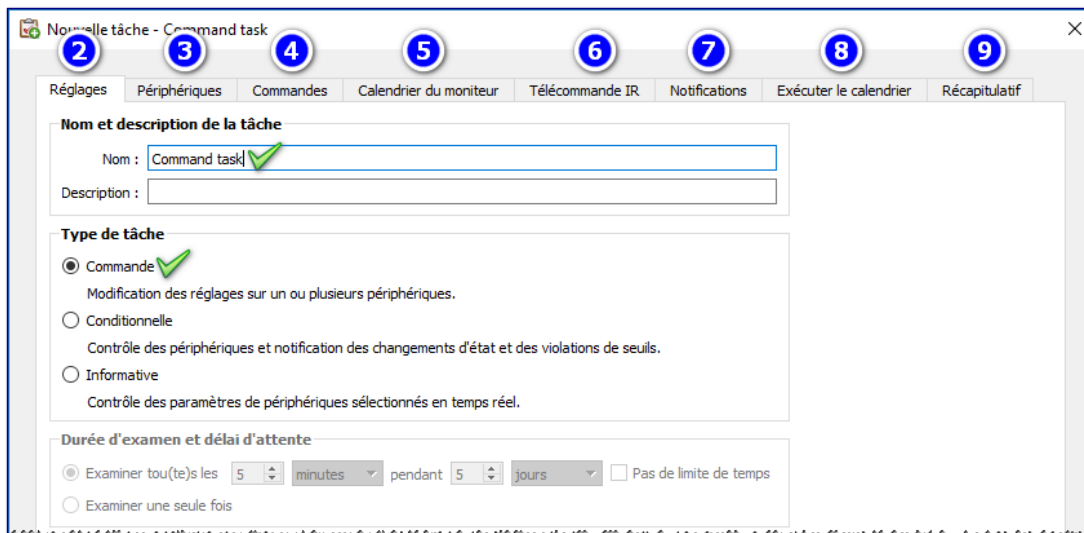 Nouvelle tâche - Command task
2 3 4 5 6 7 8 9
Réglages Périphériques Commandes Calendrier du moniteur Télécommande IR Notifications Exécuter le calendrier Récapitulatif
Nom et description de la tâche
Nom : Command task
Description :
Type de tâche
Commande
Modification des réglages sur un ou plusieurs périphériques.
Conditionnelle
Contrôle des périphériques et notification des changements d'état et des violations de seuils.
Informative
Contrôle des paramètres de périphériques sélectionnés en temps réel.
Durée d'examen et délai d'attente
Examiner tou(te)s les 5 minutes pendant 5 jours Pas de limite de temps
Examiner une seule fois